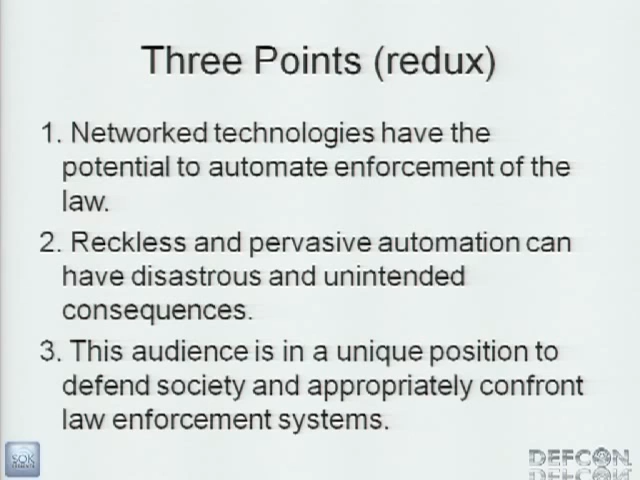 Three Points (redux)
1. Networked technologies have the
potential to automate enforcement of the
law.
2. Reckless and pervasive automation can
have disastrous and unintended
consequences.
3. This audience is in a unique position to
defend society and appropriately confront
law enforcement systems.
SOK
DEFCON